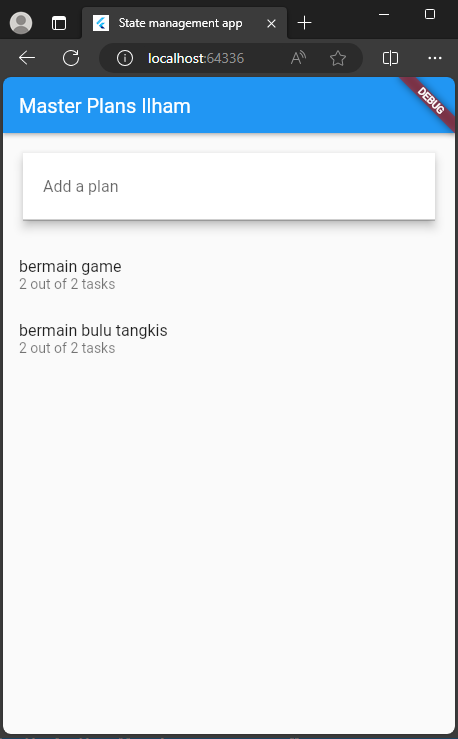 State management app
localhost:64336
Master Plans Ilham
DEBUG
Add a plan
bermain game
2 out of 2 tasks
bermain bulu tangkis
2 out of 2 tasks